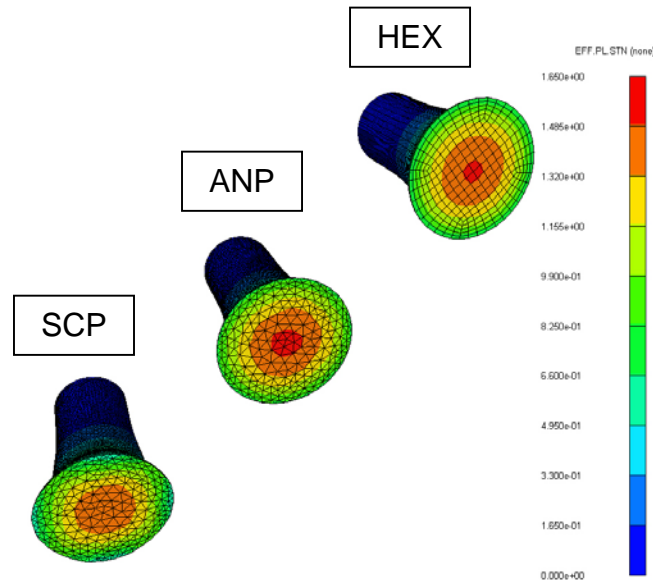 HEX
ANP
SCP
EFF.PL.STN (none)
1.650e+00
1.485e+00
1.320e+00
1.155e+00
9.900e-01
8.250e-01
6.600e-01
4.950e-01
3.300e-01
1.650e-01
0.000e+00